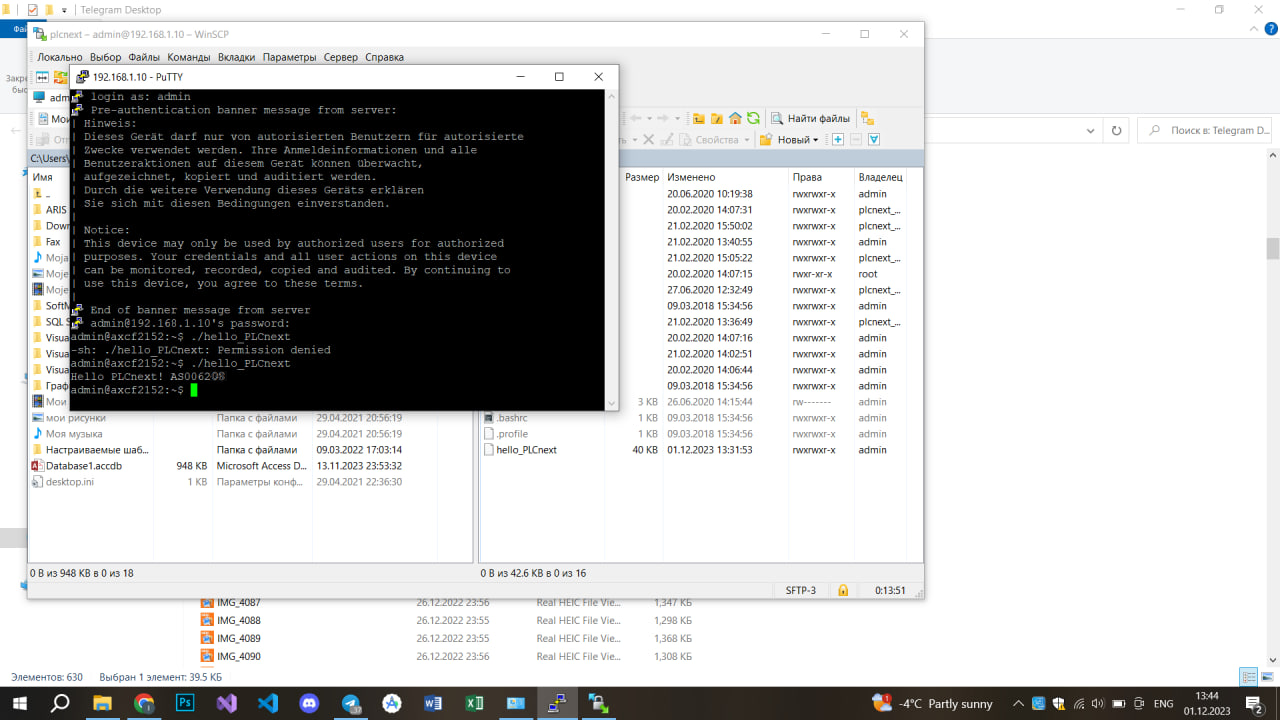 Telegram Desktop
Фай
plcnext – admin@192.168.1.10 – WinSCP
Локально Выбор Файлы Команды Вкладки Параметры Сервер Справка
Закре
быс
192.168.1.10 - PuTTY
adm
Мои
Найти файлы
Свойства
Новый
Поиск в: Telegram D...
C:\Users\
Имя
_
ARIS
Down
Fax
Moja
Moje
Moje
SoftM
SQL S
Visua
Visua
Visua
Граф
Мои
login as: admin
Pre-authentication banner message from server:
| Hinweis:
| Dieses Gerät darf nur von autorisierten Benutzern für autorisierte
| Zwecke verwendet werden. Ihre Anmeldeinformationen und alle
| Benutzeraktionen auf diesem Gerät können überwacht,
| aufgezeichnet, kopiert und auditiert werden.
| Durch die weitere Verwendung dieses Geräts erklären
| Sie sich mit diesen Bedingungen einverstanden.
|
| Notice:
| This device may only be used by authorized users for authorized
| purposes. Your credentials and all user actions on this device
| can be monitored, recorded, copied and audited. By continuing to
| use this device, you agree to these terms.
|
End of banner message from server
admin@192.168.1.10's password:
admin@axcf2152:~$ ./hello_PLCnext
-sh: ./hello_PLCnext: Permission denied
admin@axcf2152:~$ ./hello_PLCnext
Hello PLCnext! AS006208
admin@axcf2152:~$
Размер Изменено Права Владелец
20.06.2020 10:19:38 rwxrwxr-x admin
20.02.2020 14:07:31 rwxrwxr-x plcnext_...
21.02.2020 15:50:02 rwxrwxr-x plcnext_...
21.02.2020 13:40:55 rwxrwxr-x admin
21.02.2020 15:05:22 rwxrwxr-x plcnext_...
20.02.2020 14:07:15 rwxr-xr-x root
27.06.2020 12:32:49 rwxrwxr-x plcnext_...
09.03.2018 15:34:56 rwxrwxr-x admin
21.02.2020 13:36:49 rwxrwxr-x plcnext_...
20.02.2020 14:07:16 rwxrwxr-x admin
21.02.2020 14:02:51 rwxrwxr-x admin
20.02.2020 14:06:44 rwxrwxr-x admin
09.03.2018 15:34:56 rwxrwxr-x admin
3 KB 26.06.2020 14:15:44 rw------- admin
мои рисунки Папка с файлами 29.04.2021 20:56:19
.bashrc 1 KB 09.03.2018 15:34:56 rwxrwxr-x admin
Моя музыка Папка с файлами 29.04.2021 20:56:19
.profile 1 KB 09.03.2018 15:34:56 rwxrwxr-x admin
Настраиваемые шаб... Папка с файлами 09.03.2022 17:03:14
hello_PLCnext 40 KB 01.12.2023 13:31:53 rwxrwxr-x admin
Database1.accdb 948 KB Microsoft Access D... 13.11.2023 23:53:32
desktop.ini 1 KB Параметры конф... 29.04.2021 22:36:30
0 B из 948 KB в 0 из 18
0 B из 42.6 KB в 0 из 16
SFTP-3 0:13:51
IMG_4087 26.12.2022 23:56 Real HEIC File Vie... 1,347 КБ
IMG_4088 26.12.2022 23:55 Real HEIC File Vie... 1,298 КБ
IMG_4089 26.12.2022 23:55 Real HEIC File Vie... 1,368 КБ
IMG_4090 26.12.2022 23:56 Real HEIC File Vie... 1,308 КБ
Элементов: 630 Выбран 1 элемент: 39.5 КБ
-4°C Partly sunny
ENG
13:44
01.12.2023
2